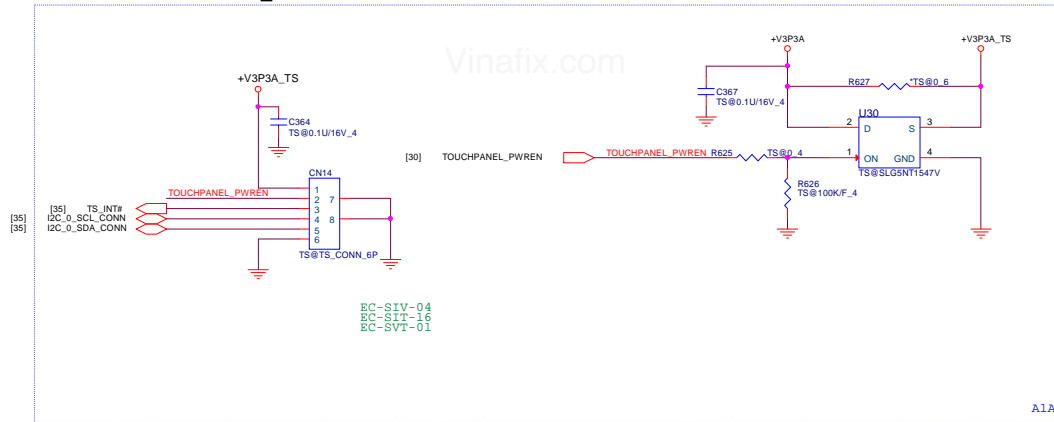 Vinafix.com
+V3P3A
+V3P3A_TS
+V3P3A_TS
R627
*TS@0_6
C367
TS@0.1U/16V_4
C364
TS@0.1U/16V_4
U30
2
D
S
3
[30]
TOUCHPANEL_PWREN
TOUCHPANEL_PWREN
R625
TS@0_4
1
ON
GND
4
TS@SLG5NT1547V
CN14
R626
TS@100K/F_4
TOUCHPANEL_PWREN
1
2
3
4
5
6
7
8
[35]
TS_INT#
[35]
I2C_0_SCL_CONN
[35]
I2C_0_SDA_CONN
TS@TS_CONN_6P
EC-SIV-04
EC-SIT-16
EC-SVT-01
A1A